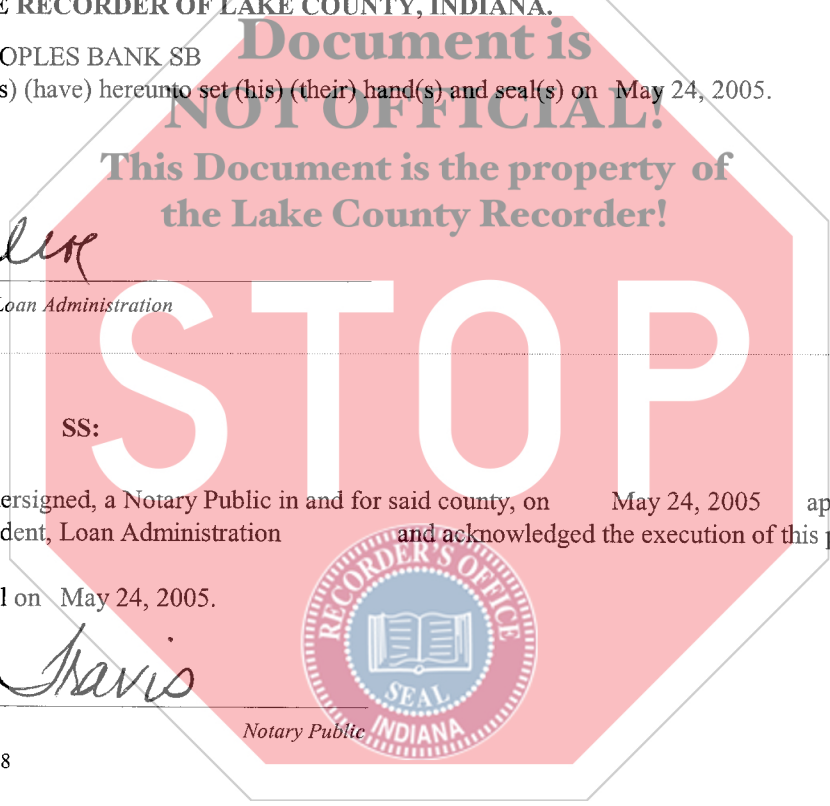 E RECORDER OF LAKE COUNTY, INDIANA.
Document is
OPLES BANK SB
s) (have) hereunto set (his) (their) hand(s) and seal(s) on May 24, 2005.
NOT OFFICIAL!
This Document is the property of
the Lake County Recorder!
Loan Administration
STOP
SS:
ersigned, a Notary Public in and for said county, on May 24, 2005 ap
dent, Loan Administration and acknowledged the execution of this p
RECORDER'S OFFICE
l on May 24, 2005.
Travis
SEAL
INDIANA
Notary Public
8